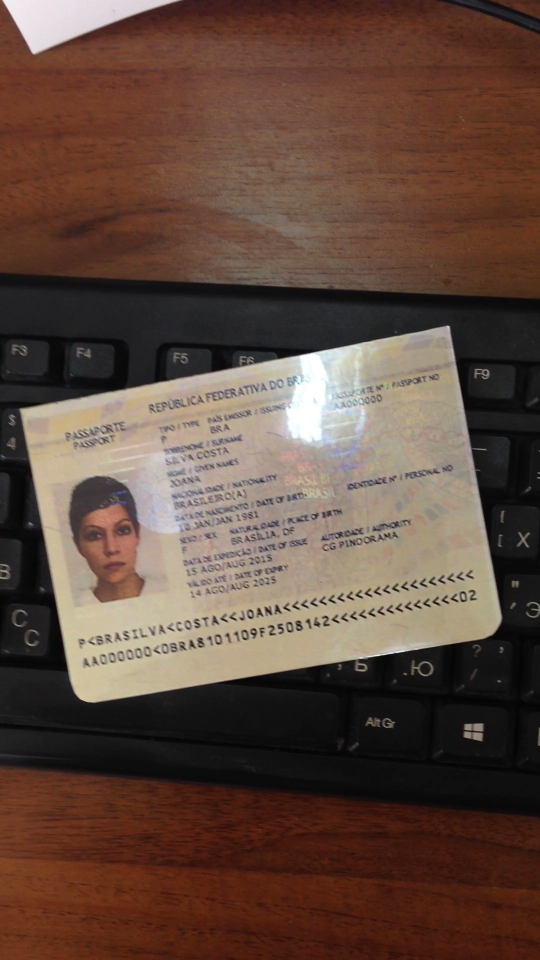 F3
F4
F5
F6
F9
$
4
REPÚBLICA FEDERATIVA DO
PASSAPORTE
PASSPORT
TIPO / TYPE PAÍS EMISSOR / ISSUING PASSAPORTE Nº / PASSPORT NO
P BRA AA000000
SOBRENOME / SURNAME
SILVA COSTA
NOME / GIVEN NAMES
JOANA
NACIONALIDADE / NATIONALITY
BRASILEIRO(A)
IDENTIDADE Nº / PERSONAL NO
DATA DE NASCIMENTO / DATE OF BIRTH
10 JAN/JAN 1981
BRASIL
SEXO / SEX NATURALIDADE / PLACE OF BIRTH
F BRASÍLIA, DF
DATA DE EXPEDIÇÃO / DATE OF ISSUE AUTORIDADE / AUTHORITY
15 AGO/AUG 2015 CG PINDORAMA
VÁLIDO ATÉ / DATE OF EXPIRY
14 AGO/AUG 2025
P<BRASILVA<COSTA<<JOANA<<<<<<<<<<<<<<<<<<<<<
AA000000<0BRA8101109F2508142<<<<<<<<<<<<<<02
[ Х
B
C
С
" Э
Ь
. Ю
? ,
/
Alt Gr